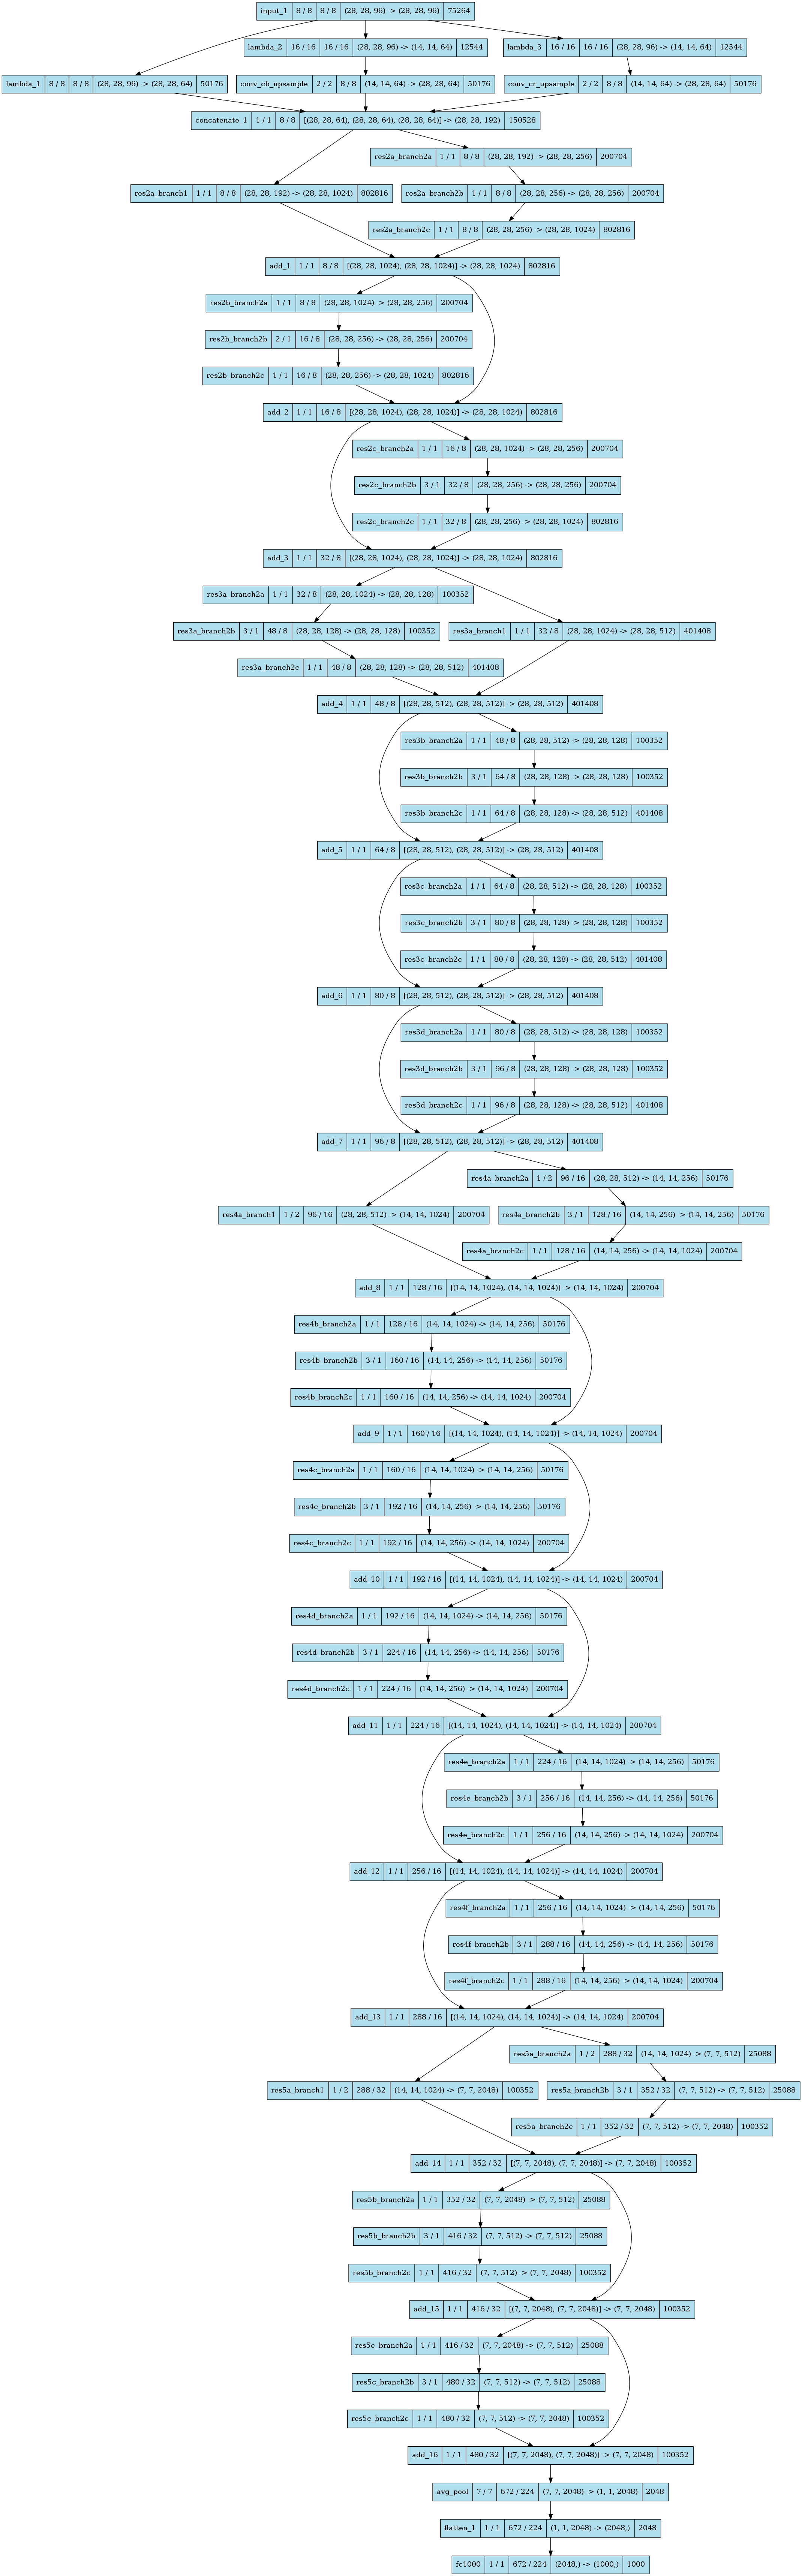 input_1 8 / 8 8 / 8 (28, 28, 96) -> (28, 28, 96) 75264
lambda_2 16 / 16 16 / 16 (28, 28, 96) -> (14, 14, 64) 12544
lambda_3 16 / 16 16 / 16 (28, 28, 96) -> (14, 14, 64) 12544
lambda_1 8 / 8 8 / 8 (28, 28, 96) -> (28, 28, 64) 50176
conv_cb_upsample 2 / 2 8 / 8 (14, 14, 64) -> (28, 28, 64) 50176
conv_cr_upsample 2 / 2 8 / 8 (14, 14, 64) -> (28, 28, 64) 50176
concatenate_1 1 / 1 8 / 8 [(28, 28, 64), (28, 28, 64), (28, 28, 64)] -> (28, 28, 192) 150528
res2a_branch2a 1 / 1 8 / 8 (28, 28, 192) -> (28, 28, 256) 200704
res2a_branch1 1 / 1 8 / 8 (28, 28, 192) -> (28, 28, 1024) 802816
res2a_branch2b 1 / 1 8 / 8 (28, 28, 256) -> (28, 28, 256) 200704
res2a_branch2c 1 / 1 8 / 8 (28, 28, 256) -> (28, 28, 1024) 802816
add_1 1 / 1 8 / 8 [(28, 28, 1024), (28, 28, 1024)] -> (28, 28, 1024) 802816
res2b_branch2a 1 / 1 8 / 8 (28, 28, 1024) -> (28, 28, 256) 200704
res2b_branch2b 2 / 1 16 / 8 (28, 28, 256) -> (28, 28, 256) 200704
res2b_branch2c 1 / 1 16 / 8 (28, 28, 256) -> (28, 28, 1024) 802816
add_2 1 / 1 16 / 8 [(28, 28, 1024), (28, 28, 1024)] -> (28, 28, 1024) 802816
res2c_branch2a 1 / 1 16 / 8 (28, 28, 1024) -> (28, 28, 256) 200704
res2c_branch2b 3 / 1 32 / 8 (28, 28, 256) -> (28, 28, 256) 200704
res2c_branch2c 1 / 1 32 / 8 (28, 28, 256) -> (28, 28, 1024) 802816
add_3 1 / 1 32 / 8 [(28, 28, 1024), (28, 28, 1024)] -> (28, 28, 1024) 802816
res3a_branch2a 1 / 1 32 / 8 (28, 28, 1024) -> (28, 28, 128) 100352
res3a_branch2b 3 / 1 48 / 8 (28, 28, 128) -> (28, 28, 128) 100352
res3a_branch1 1 / 1 32 / 8 (28, 28, 1024) -> (28, 28, 512) 401408
res3a_branch2c 1 / 1 48 / 8 (28, 28, 128) -> (28, 28, 512) 401408
add_4 1 / 1 48 / 8 [(28, 28, 512), (28, 28, 512)] -> (28, 28, 512) 401408
res3b_branch2a 1 / 1 48 / 8 (28, 28, 512) -> (28, 28, 128) 100352
res3b_branch2b 3 / 1 64 / 8 (28, 28, 128) -> (28, 28, 128) 100352
res3b_branch2c 1 / 1 64 / 8 (28, 28, 128) -> (28, 28, 512) 401408
add_5 1 / 1 64 / 8 [(28, 28, 512), (28, 28, 512)] -> (28, 28, 512) 401408
res3c_branch2a 1 / 1 64 / 8 (28, 28, 512) -> (28, 28, 128) 100352
res3c_branch2b 3 / 1 80 / 8 (28, 28, 128) -> (28, 28, 128) 100352
res3c_branch2c 1 / 1 80 / 8 (28, 28, 128) -> (28, 28, 512) 401408
add_6 1 / 1 80 / 8 [(28, 28, 512), (28, 28, 512)] -> (28, 28, 512) 401408
res3d_branch2a 1 / 1 80 / 8 (28, 28, 512) -> (28, 28, 128) 100352
res3d_branch2b 3 / 1 96 / 8 (28, 28, 128) -> (28, 28, 128) 100352
res3d_branch2c 1 / 1 96 / 8 (28, 28, 128) -> (28, 28, 512) 401408
add_7 1 / 1 96 / 8 [(28, 28, 512), (28, 28, 512)] -> (28, 28, 512) 401408
res4a_branch2a 1 / 2 96 / 16 (28, 28, 512) -> (14, 14, 256) 50176
res4a_branch1 1 / 2 96 / 16 (28, 28, 512) -> (14, 14, 1024) 200704
res4a_branch2b 3 / 1 128 / 16 (14, 14, 256) -> (14, 14, 256) 50176
res4a_branch2c 1 / 1 128 / 16 (14, 14, 256) -> (14, 14, 1024) 200704
add_8 1 / 1 128 / 16 [(14, 14, 1024), (14, 14, 1024)] -> (14, 14, 1024) 200704
res4b_branch2a 1 / 1 128 / 16 (14, 14, 1024) -> (14, 14, 256) 50176
res4b_branch2b 3 / 1 160 / 16 (14, 14, 256) -> (14, 14, 256) 50176
res4b_branch2c 1 / 1 160 / 16 (14, 14, 256) -> (14, 14, 1024) 200704
add_9 1 / 1 160 / 16 [(14, 14, 1024), (14, 14, 1024)] -> (14, 14, 1024) 200704
res4c_branch2a 1 / 1 160 / 16 (14, 14, 1024) -> (14, 14, 256) 50176
res4c_branch2b 3 / 1 192 / 16 (14, 14, 256) -> (14, 14, 256) 50176
res4c_branch2c 1 / 1 192 / 16 (14, 14, 256) -> (14, 14, 1024) 200704
add_10 1 / 1 192 / 16 [(14, 14, 1024), (14, 14, 1024)] -> (14, 14, 1024) 200704
res4d_branch2a 1 / 1 192 / 16 (14, 14, 1024) -> (14, 14, 256) 50176
res4d_branch2b 3 / 1 224 / 16 (14, 14, 256) -> (14, 14, 256) 50176
res4d_branch2c 1 / 1 224 / 16 (14, 14, 256) -> (14, 14, 1024) 200704
add_11 1 / 1 224 / 16 [(14, 14, 1024), (14, 14, 1024)] -> (14, 14, 1024) 200704
res4e_branch2a 1 / 1 224 / 16 (14, 14, 1024) -> (14, 14, 256) 50176
res4e_branch2b 3 / 1 256 / 16 (14, 14, 256) -> (14, 14, 256) 50176
res4e_branch2c 1 / 1 256 / 16 (14, 14, 256) -> (14, 14, 1024) 200704
add_12 1 / 1 256 / 16 [(14, 14, 1024), (14, 14, 1024)] -> (14, 14, 1024) 200704
res4f_branch2a 1 / 1 256 / 16 (14, 14, 1024) -> (14, 14, 256) 50176
res4f_branch2b 3 / 1 288 / 16 (14, 14, 256) -> (14, 14, 256) 50176
res4f_branch2c 1 / 1 288 / 16 (14, 14, 256) -> (14, 14, 1024) 200704
add_13 1 / 1 288 / 16 [(14, 14, 1024), (14, 14, 1024)] -> (14, 14, 1024) 200704
res5a_branch2a 1 / 2 288 / 32 (14, 14, 1024) -> (7, 7, 512) 25088
res5a_branch1 1 / 2 288 / 32 (14, 14, 1024) -> (7, 7, 2048) 100352
res5a_branch2b 3 / 1 352 / 32 (7, 7, 512) -> (7, 7, 512) 25088
res5a_branch2c 1 / 1 352 / 32 (7, 7, 512) -> (7, 7, 2048) 100352
add_14 1 / 1 352 / 32 [(7, 7, 2048), (7, 7, 2048)] -> (7, 7, 2048) 100352
res5b_branch2a 1 / 1 352 / 32 (7, 7, 2048) -> (7, 7, 512) 25088
res5b_branch2b 3 / 1 416 / 32 (7, 7, 512) -> (7, 7, 512) 25088
res5b_branch2c 1 / 1 416 / 32 (7, 7, 512) -> (7, 7, 2048) 100352
add_15 1 / 1 416 / 32 [(7, 7, 2048), (7, 7, 2048)] -> (7, 7, 2048) 100352
res5c_branch2a 1 / 1 416 / 32 (7, 7, 2048) -> (7, 7, 512) 25088
res5c_branch2b 3 / 1 480 / 32 (7, 7, 512) -> (7, 7, 512) 25088
res5c_branch2c 1 / 1 480 / 32 (7, 7, 512) -> (7, 7, 2048) 100352
add_16 1 / 1 480 / 32 [(7, 7, 2048), (7, 7, 2048)] -> (7, 7, 2048) 100352
avg_pool 7 / 7 672 / 224 (7, 7, 2048) -> (1, 1, 2048) 2048
flatten_1 1 / 1 672 / 224 (1, 1, 2048) -> (2048,) 2048
fc1000 1 / 1 672 / 224 (2048,) -> (1000,) 1000